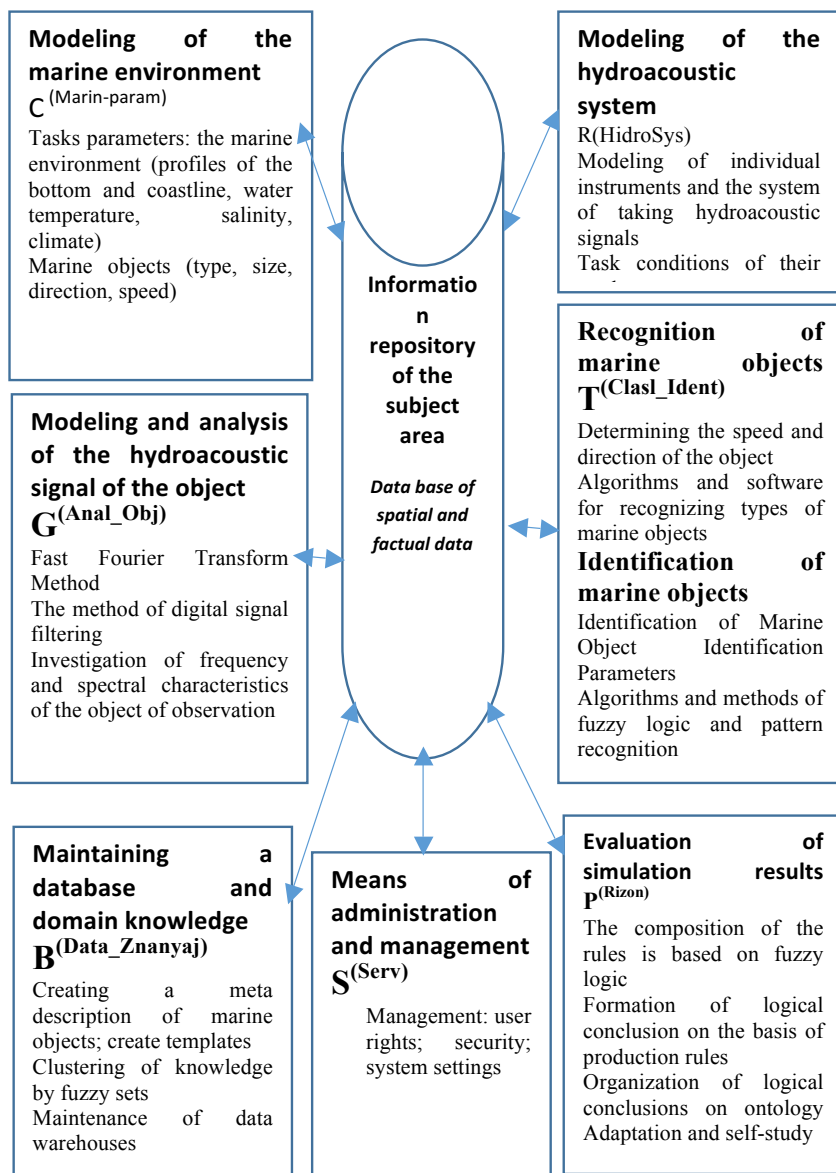 Modeling of the
marine environment
C (Marin-param)
Tasks parameters: the marine
environment (profiles of the
bottom and coastline, water
temperature, salinity,
climate)
Marine objects (type, size,
direction, speed)
Informatio
n
repository
of the
subject
area
Data base of
spatial and
factual data
Modeling of the
hydroacoustic
system
R(HidroSys)
Modeling of individual
instruments and the system
of taking hydroacoustic
signals
Task conditions of their
Modeling and analysis
of the hydroacoustic
signal of the object
G(Anal_Obj)
Fast Fourier Transform
Method
The method of digital signal
filtering
Investigation of frequency
and spectral characteristics
of the object of observation
Recognition of
marine objects
T(Clasl_Ident)
Determining the speed and
direction of the object
Algorithms and software
for recognizing types of
marine objects
Identification of
marine objects
Identification of Marine
Object Identification
Parameters
Algorithms and methods of
fuzzy logic and pattern
recognition
Maintaining a
database and
domain knowledge
B(Data_Znanyaj)
Creating a meta
description of marine
objects; create templates
Clustering of knowledge
by fuzzy sets
Maintenance of data
warehouses
Means of
administration
and management
S(Serv)
Management: user
rights; security;
system settings
Evaluation of
simulation results
P(Rizon)
The composition of the
rules is based on fuzzy
logic
Formation of logical
conclusion on the basis of
production rules
Organization of logical
conclusions on ontology
Adaptation and self-study